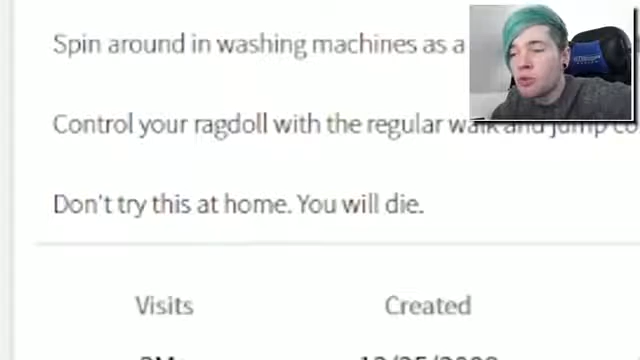 Spin around in washing machines as a
Control your ragdoll with the regular walk and jump
Don't try this at home. You will die.
Visits Created